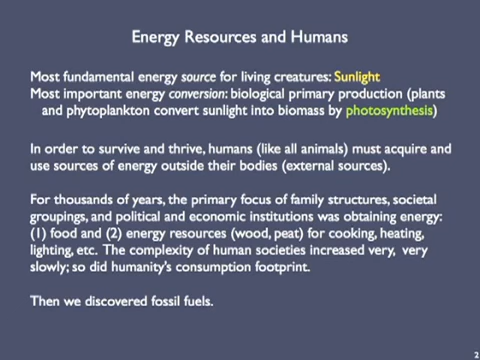 Energy Resources and Humans
Most fundamental energy source for living creatures: Sunlight
Most important energy conversion: biological primary production (plants
and phytoplankton convert sunlight into biomass by photosynthesis)
In order to survive and thrive, humans (like all animals) must acquire and
use sources of energy outside their bodies (external sources).
For thousands of years, the primary focus of family structures, societal
groupings, and political and economic institutions was obtaining energy:
(1) food and (2) energy resources (wood, peat) for cooking, heating,
lighting, etc. The complexity of human societies increased very, very
slowly; so did humanity's consumption footprint.
Then we discovered fossil fuels.
2